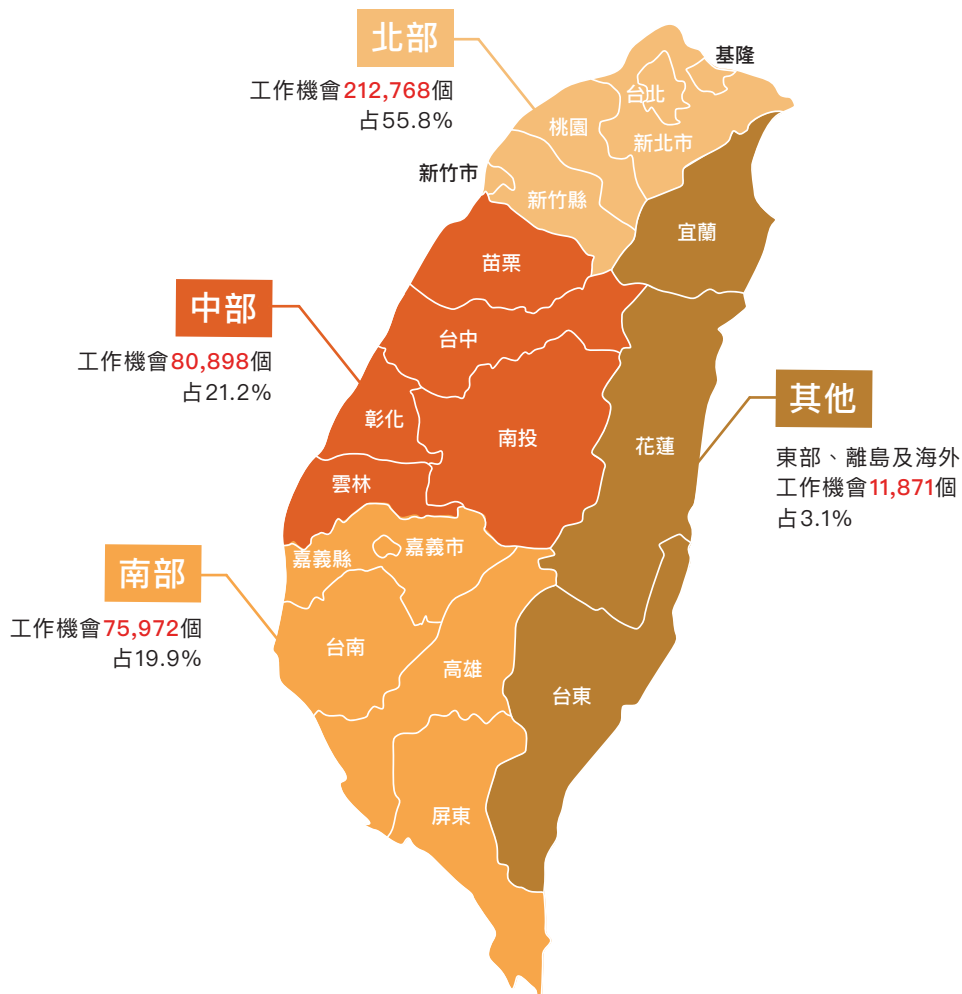 北部
工作機會212,768個
占55.8%
基隆
台北
桃園
新北市
新竹市
新竹縣
宜蘭
苗栗
中部
工作機會80,898個
占21.2%
台中
彰化
南投
雲林
花蓮
其他
東部、離島及海外
工作機會11,871個
占3.1%
南部
工作機會75,972個
占19.9%
嘉義縣
嘉義市
台南
高雄
台東
屏東